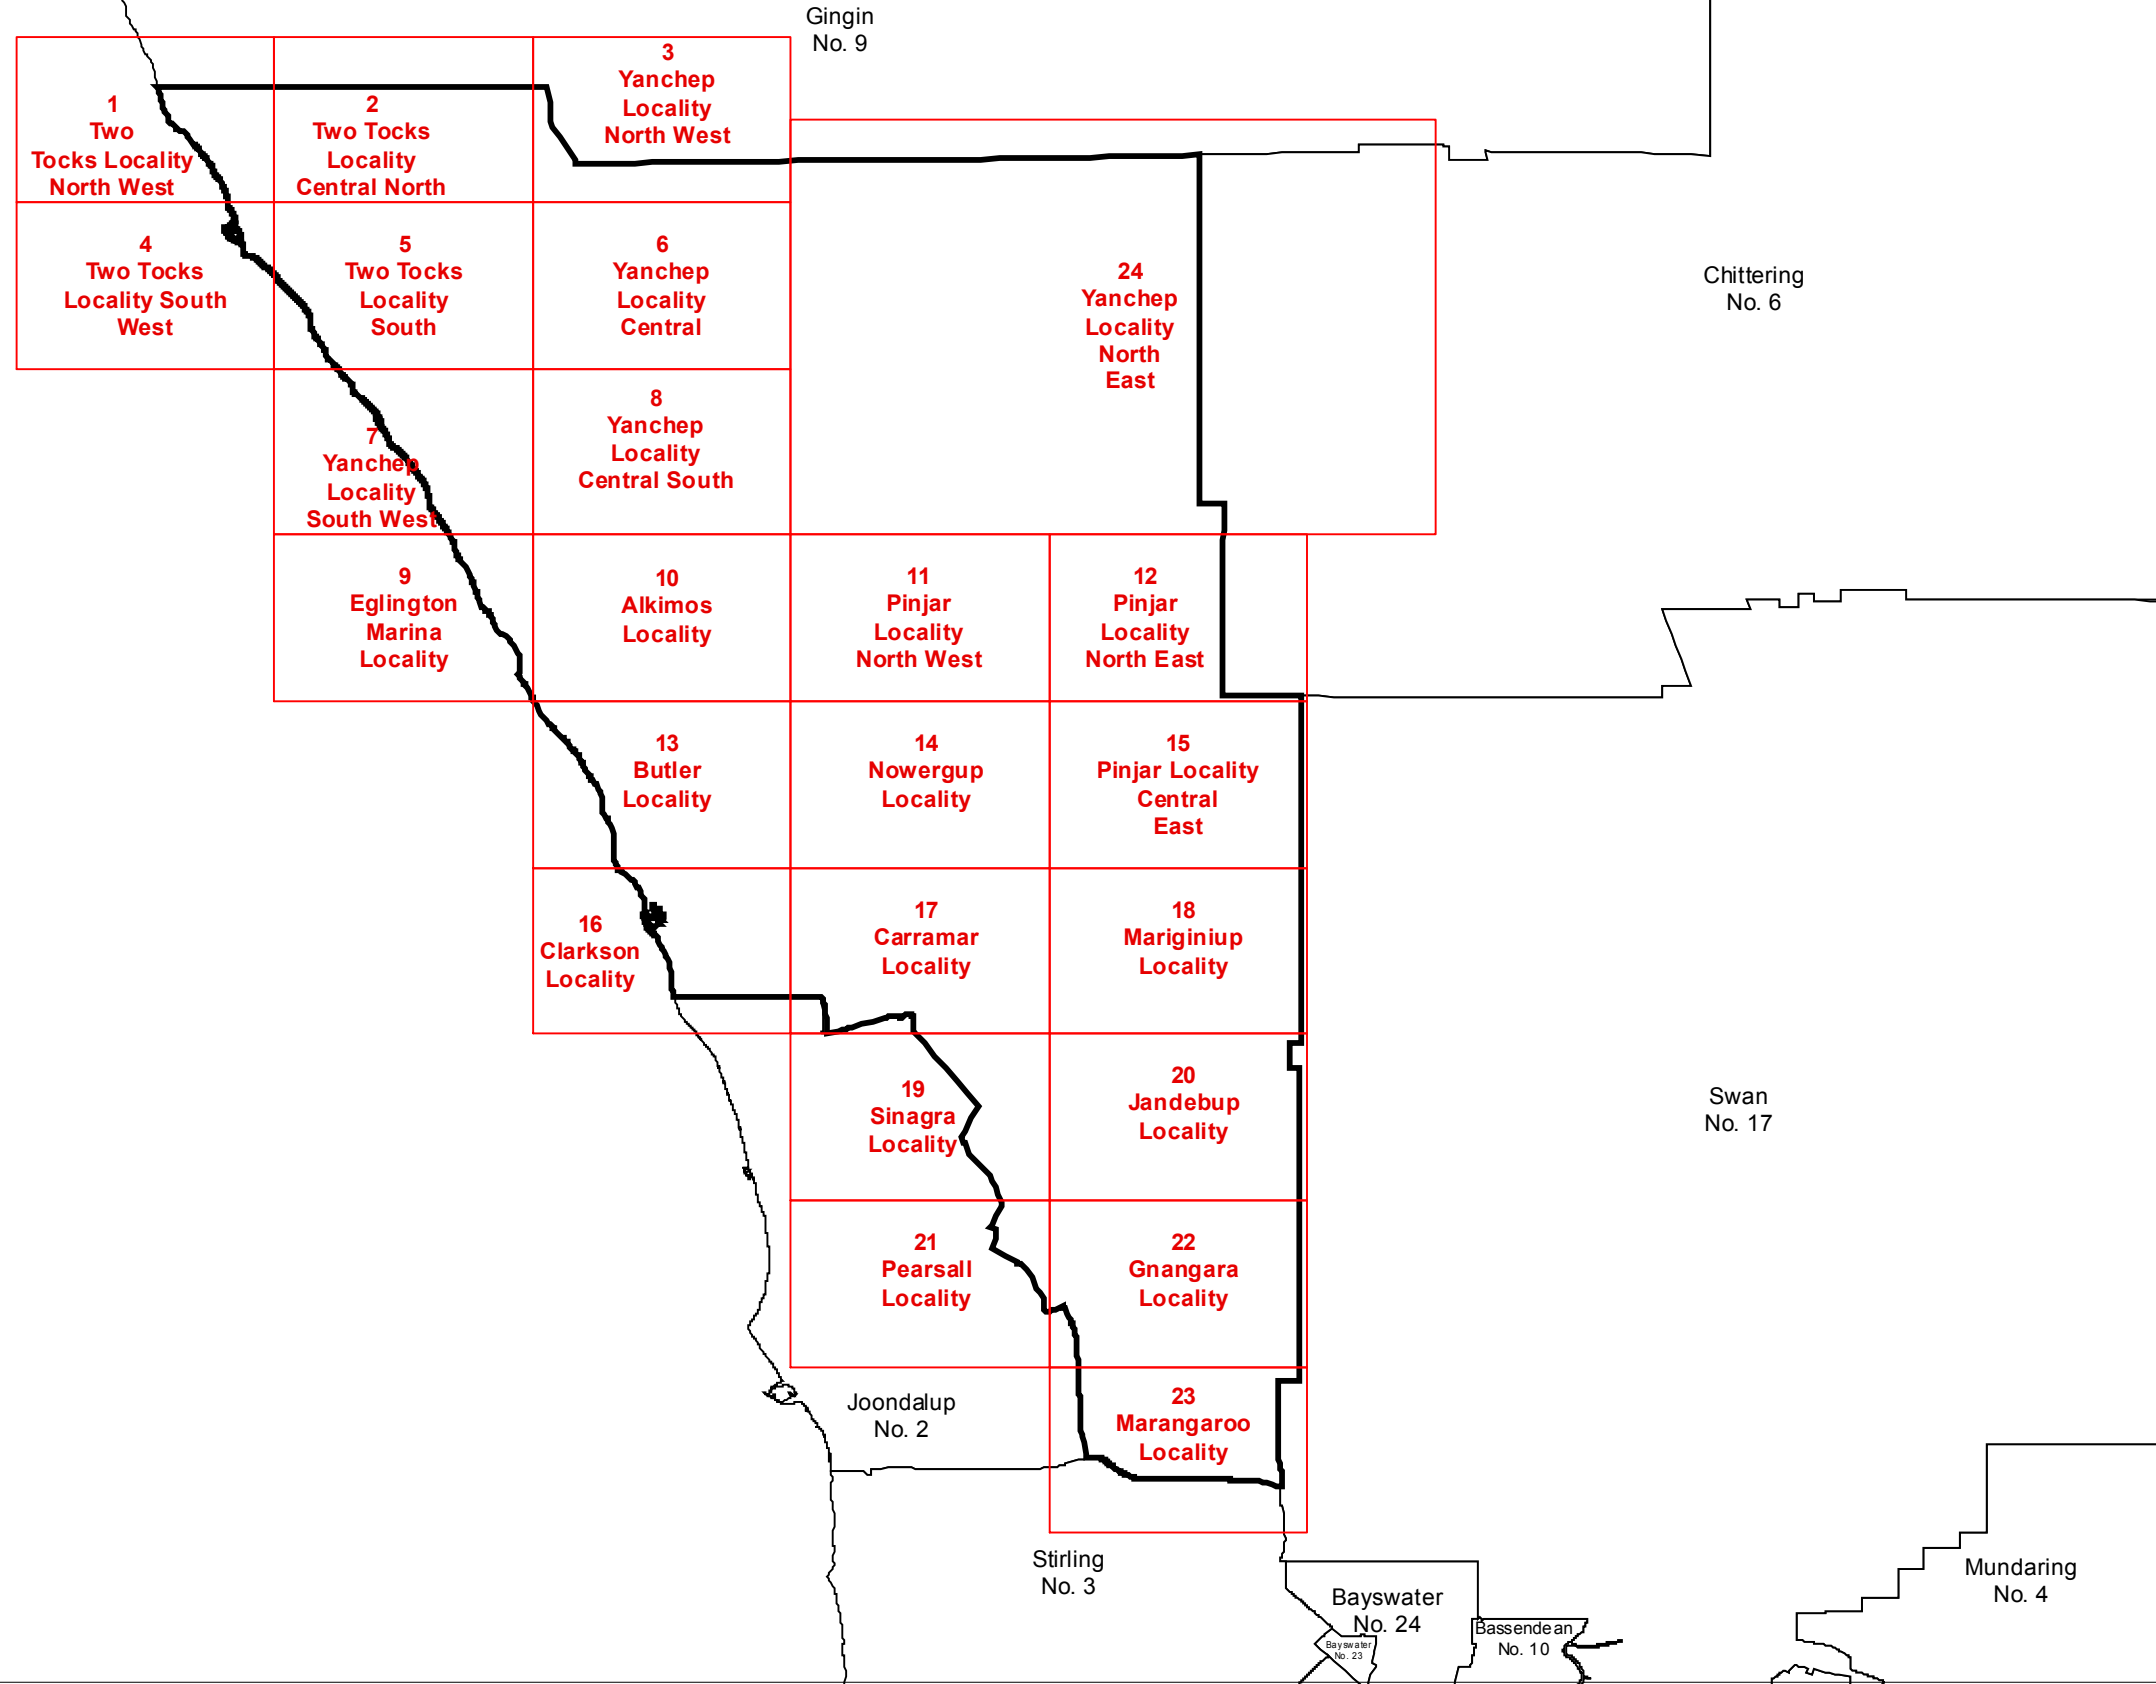 Gingin
No. 9
1
Two
Tocks Locality
North West
2
Two Tocks
Locality
Central North
3
Yanchep
Locality
North West
4
Two Tocks
Locality South
West
5
Two Tocks
Locality
South
6
Yanchep
Locality
Central
24
Yanchep
Locality
North
East
Chittering
No. 6
7
Yanchep
Locality
South West
8
Yanchep
Locality
Central South
9
Eglington
Marina
Locality
10
Alkimos
Locality
11
Pinjar
Locality
North West
12
Pinjar
Locality
North East
13
Butler
Locality
14
Nowergup
Locality
15
Pinjar Locality
Central
East
16
Clarkson
Locality
17
Carramar
Locality
18
Mariginiup
Locality
19
Sinagra
Locality
20
Jandebup
Locality
Swan
No. 17
21
Pearsall
Locality
22
Gnangara
Locality
Joondalup
No. 2
23
Marangaroo
Locality
Stirling
No. 3
Bayswater
No. 24
Bayswater
No. 23
Bassendean
No. 10
Mundaring
No. 4